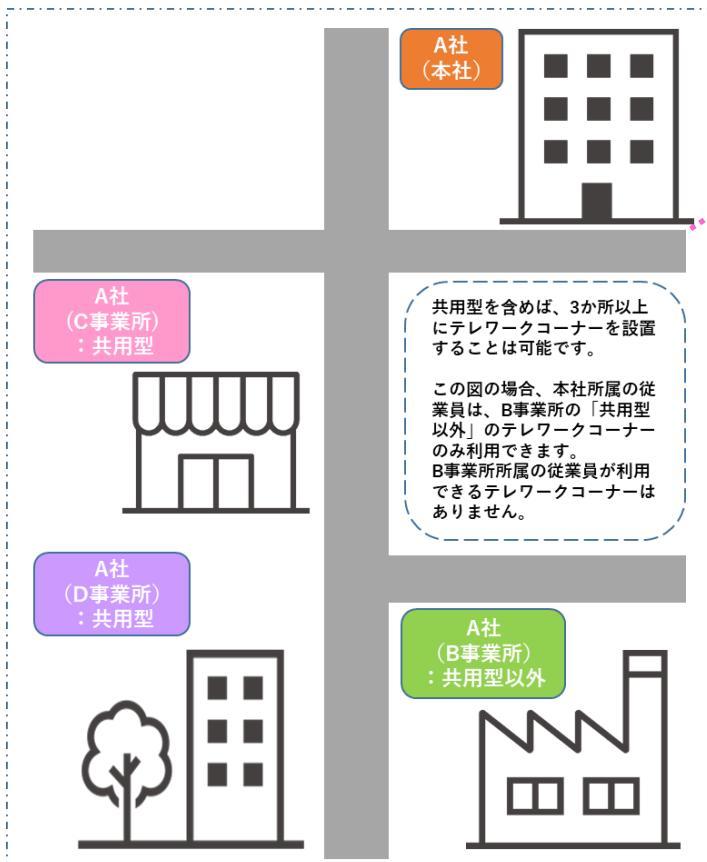 A社
（本社）
A社
（C事業所）
：共用型
共用型を含めば、3か所以上
にテレワークコーナーを設置
することは可能です。
この図の場合、本社所属の従
業員は、B事業所の「共用型
以外」のテレワークコーナー
のみ利用できます。
B事業所所属の従業員が利用
できるテレワークコーナーは
ありません。
A社
（D事業所）
：共用型
A社
（B事業所）
：共用型以外